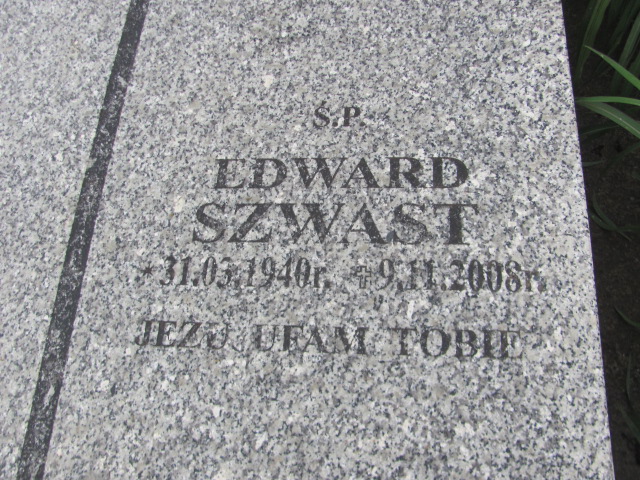 Ś.P.
EDWARD
SZWAST
* 31.03.1940r. ✝ 9.11.2008r.
JEZU UFAM TOBIE